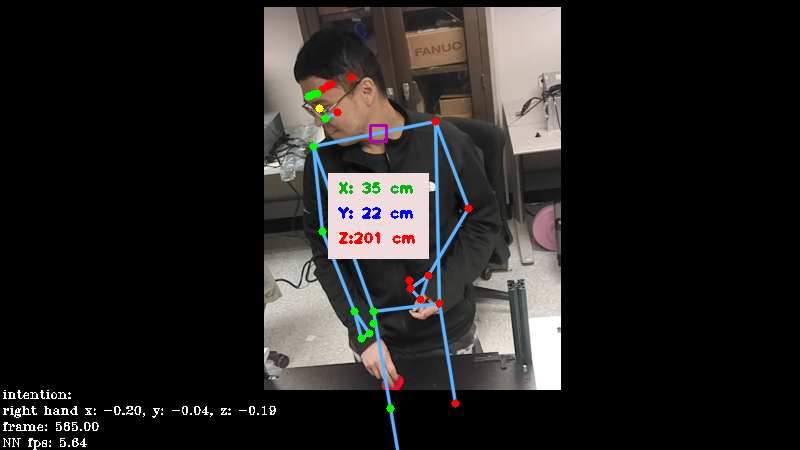 FANUC
X: 35 cm
Y: 22 cm
Z:201 cm
intention:
right hand x: -0.20, y: -0.04, z: -0.19
frame: 565.00
NN fps: 5.64